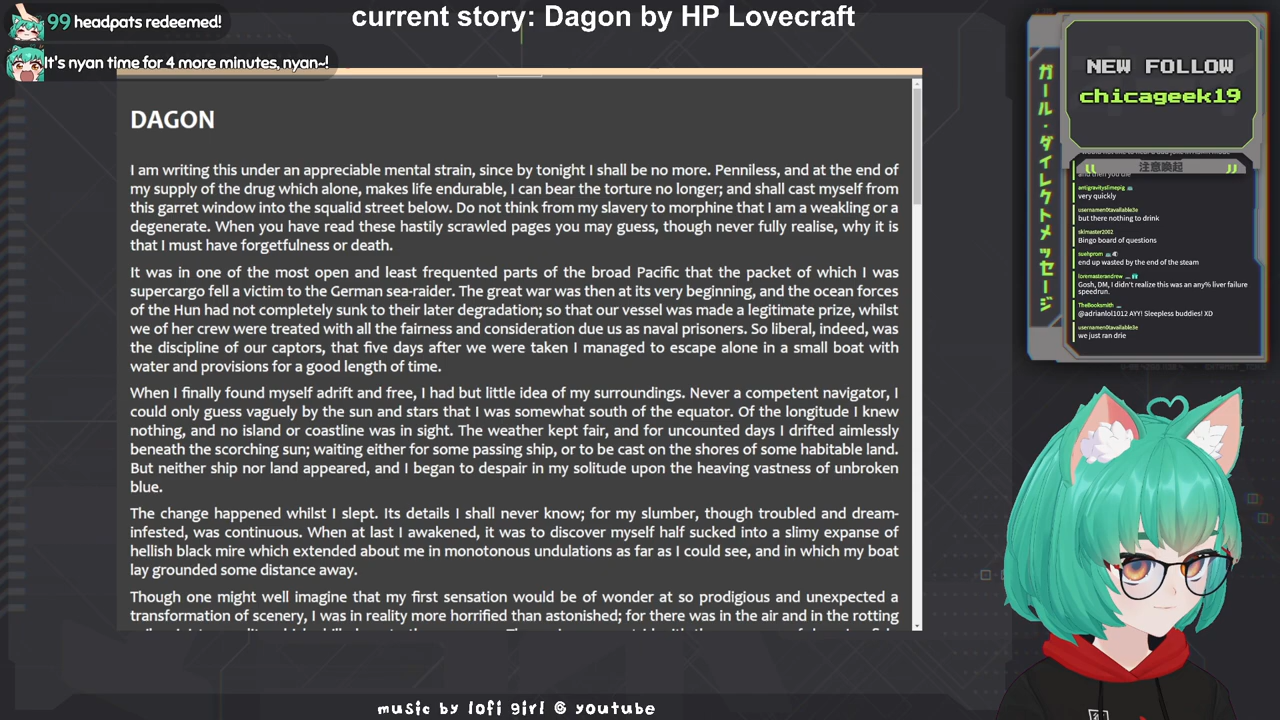 99 headpats redeemed!
It's nyan time for 4 more minutes, nyan~!
current story: Dagon by HP Lovecraft
DAGON
I am writing this under an appreciable mental strain, since by tonight I shall be no more. Penniless, and at the end of
my supply of the drug which alone, makes life endurable, I can bear the torture no longer; and shall cast myself from
this garret window into the squalid street below. Do not think from my slavery to morphine that I am a weakling or a
degenerate. When you have read these hastily scrawled pages you may guess, though never fully realise, why it is
that I must have forgetfulness or death.
It was in one of the most open and least frequented parts of the broad Pacific that the packet of which I was
supercargo fell a victim to the German sea-raider. The great war was then at its very beginning, and the ocean forces
of the Hun had not completely sunk to their later degradation; so that our vessel was made a legitimate prize, whilst
we of her crew were treated with all the fairness and consideration due us as naval prisoners. So liberal, indeed, was
the discipline of our captors, that five days after we were taken I managed to escape alone in a small boat with
water and provisions for a good length of time.
When I finally found myself adrift and free, I had but little idea of my surroundings. Never a competent navigator, I
could only guess vaguely by the sun and stars that I was somewhat south of the equator. Of the longitude I knew
nothing, and no island or coastline was in sight. The weather kept fair, and for uncounted days I drifted aimlessly
beneath the scorching sun; waiting either for some passing ship, or to be cast on the shores of some habitable land.
But neither ship nor land appeared, and I began to despair in my solitude upon the heaving vastness of unbroken
blue.
The change happened whilst I slept. Its details I shall never know; for my slumber, though troubled and dream-
infested, was continuous. When at last I awakened, it was to discover myself half sucked into a slimy expanse of
hellish black mire which extended about me in monotonous undulations as far as I could see, and in which my boat
lay grounded some distance away.
Though one might well imagine that my first sensation would be of wonder at so prodigious and unexpected a
transformation of scenery, I was in reality more horrified than astonished; for there was in the air and in the rotting
music by lofi girl @ youtube
ガール・ダイレクトメッセージ
NEW FOLLOW
chicageek19
注意喚起
and then you die
antigravityslimepig
very quickly
usernam0tavailable3e
but there nothing to drink
skimaster2002
Bingo board of questions
suehprom
end up wasted by the end of the steam
loremasterandrew
Gosh, DM, I didn't realize this was an any% liver failure
speedrun.
TheBooksmith
@adrianlol1012 AYY! Sleepless buddies! XD
usernam0tavailable3e
we just ran drie